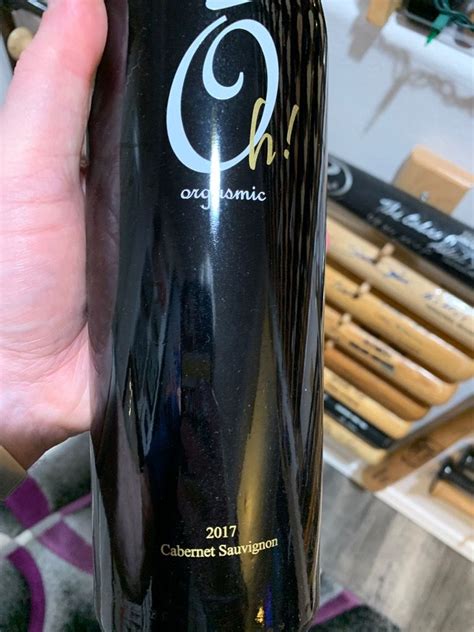 Oh!
orgasmic
2017
Cabernet Sauvignon